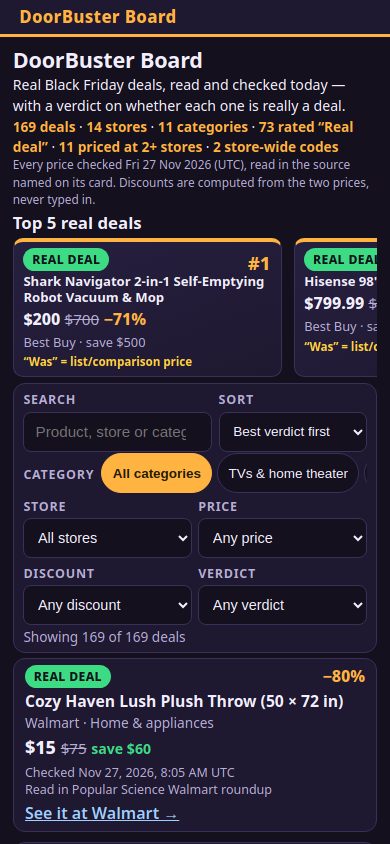 DoorBuster Board
DoorBuster Board
Real Black Friday deals, read and checked today —
with a verdict on whether each one is really a deal.
169 deals · 14 stores · 11 categories · 73 rated “Real
deal” · 11 priced at 2+ stores · 2 store-wide codes
Every price checked Fri 27 Nov 2026 (UTC), read in the source
named on its card. Discounts are computed from the two prices,
never typed in.
Top 5 real deals
REAL DEAL
#1
Shark Navigator 2-in-1 Self-Emptying
Robot Vacuum & Mop
$200 $700 −71%
Best Buy · save $500
“Was” = list/comparison price
REAL DEAL
Hisense 98"
$799.99
Best Buy · sa
“Was” = list/c
SEARCH
SORT
Product, store or categ
Best verdict first
CATEGORY
All categories
TVs & home theater
STORE
PRICE
All stores
Any price
DISCOUNT
VERDICT
Any discount
Any verdict
Showing 169 of 169 deals
REAL DEAL
−80%
Cozy Haven Lush Plush Throw (50 × 72 in)
Walmart · Home & appliances
$15 $75 save $60
Checked Nov 27, 2026, 8:05 AM UTC
Read in Popular Science Walmart roundup
See it at Walmart →